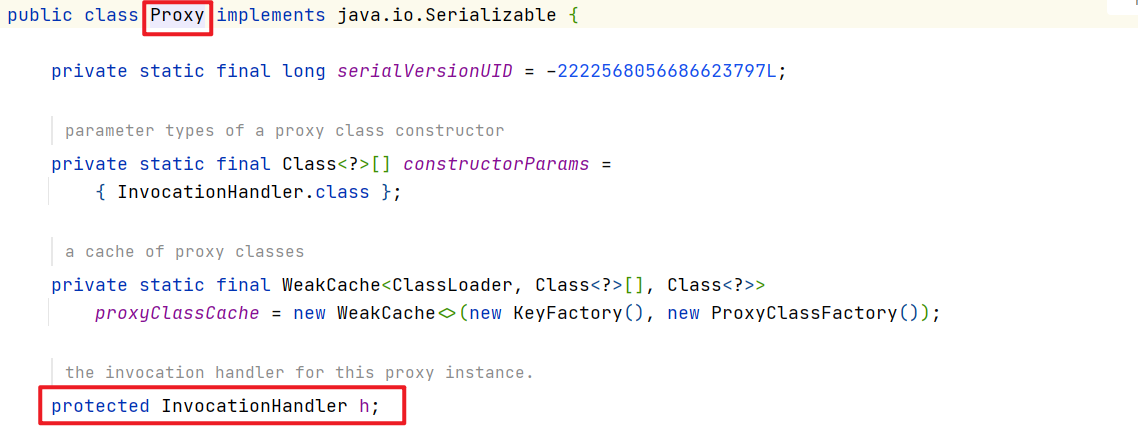 public class Proxy implements java.io.Serializable {
private static final long serialVersionUID = -2222568056686623797L;
parameter types of a proxy class constructor
private static final Class<?>[] constructorParams =
{ InvocationHandler.class };
a cache of proxy classes
private static final WeakCache<ClassLoader, Class<?>[], Class<?>>
proxyClassCache = new WeakCache<>(new KeyFactory(), new ProxyClassFactory());
the invocation handler for this proxy instance.
protected InvocationHandler h;